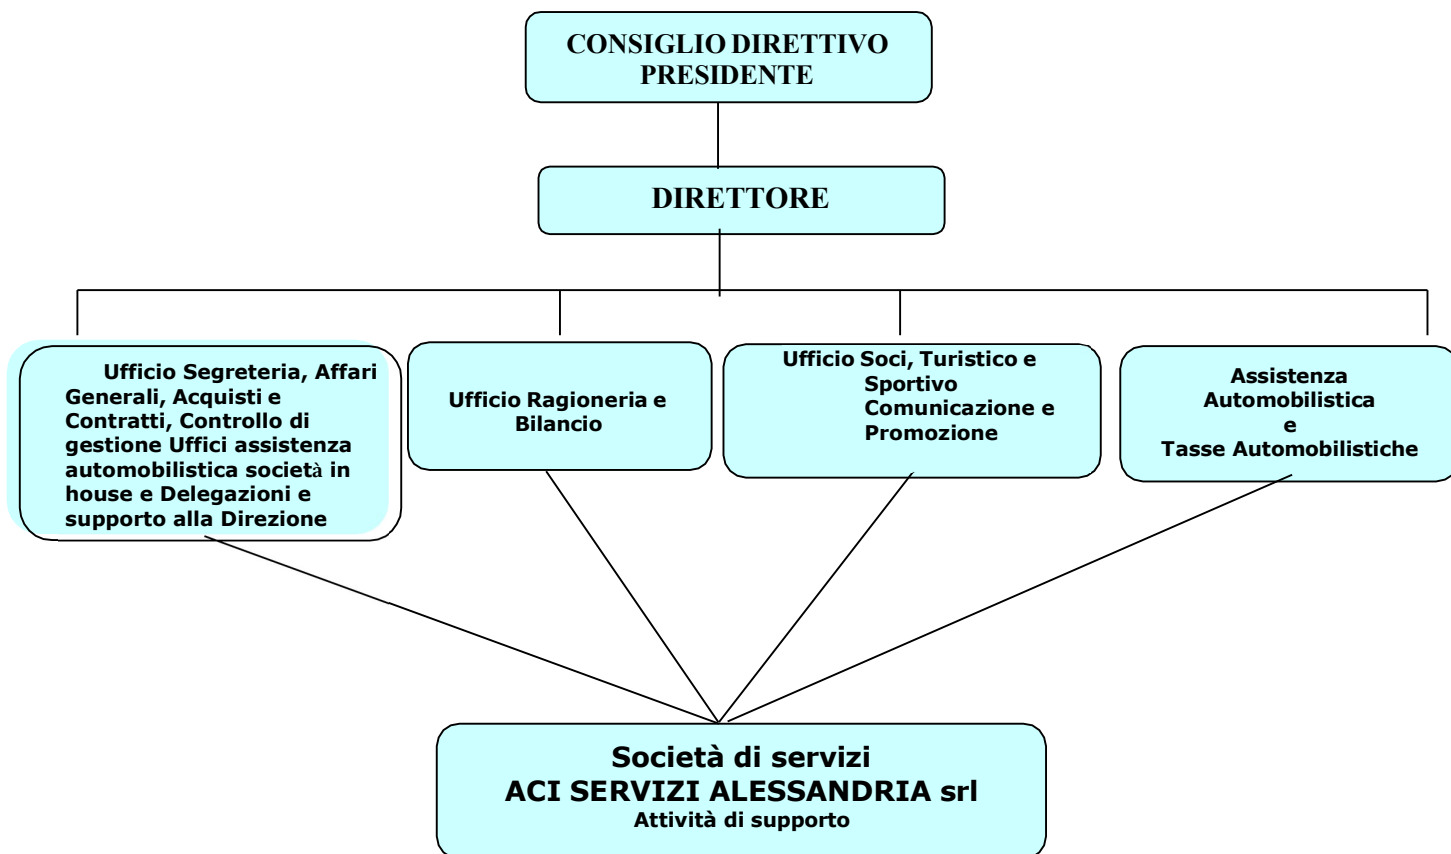 CONSIGLIO DIRETTIVO
PRESIDENTE
DIRETTORE
Ufficio Segreteria, Affari
Generali, Acquisti e
Contratti, Controllo di
gestione Uffici assistenza
automobilistica società in
house e Delegazioni e
supporto alla Direzione
Ufficio Ragioneria e
Bilancio
Ufficio Soci, Turistico e
Sportivo
Comunicazione e
Promozione
Assistenza
Automobilistica
e
Tasse Automobilistiche
Società di servizi
ACI SERVIZI ALESSANDRIA srl
Attività di supporto